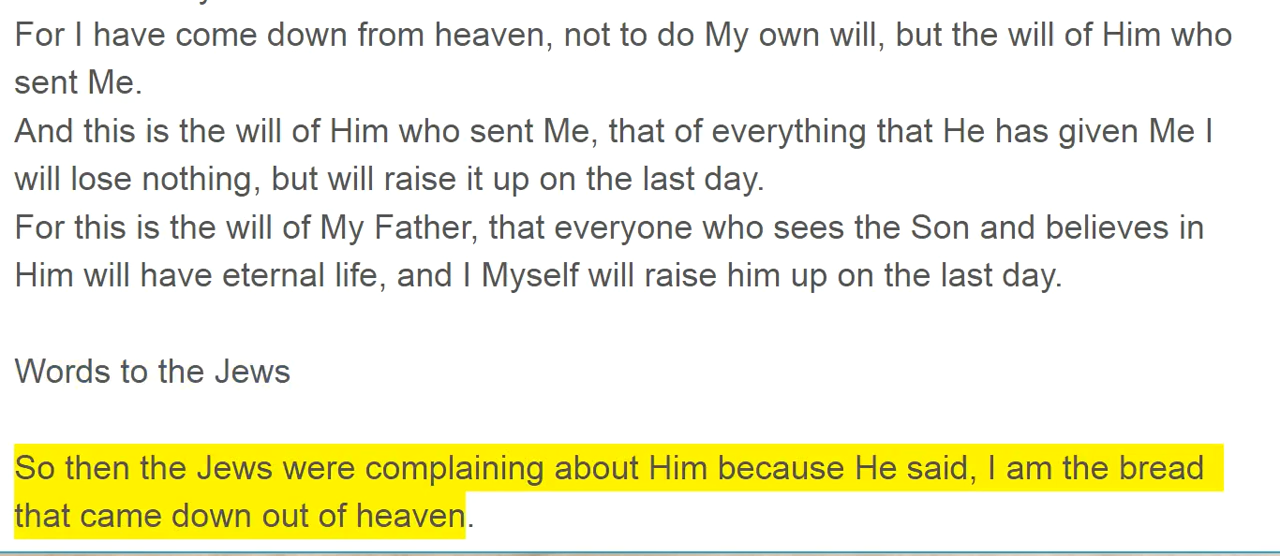 For I have come down from heaven, not to do My own will, but the will of Him who
sent Me.
And this is the will of Him who sent Me, that of everything that He has given Me I
will lose nothing, but will raise it up on the last day.
For this is the will of My Father, that everyone who sees the Son and believes in
Him will have eternal life, and I Myself will raise him up on the last day.
Words to the Jews
So then the Jews were complaining about Him because He said, I am the bread
that came down out of heaven.